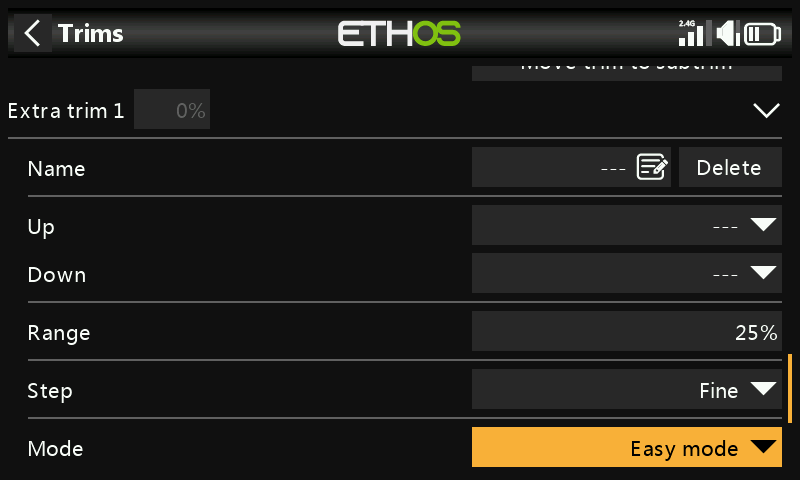 Trims
ETHOS
2.4G
Move trim to subtrim
Extra trim 1 0%
Name --- Delete
Up ---
Down ---
Range 25%
Step Fine
Mode Easy mode